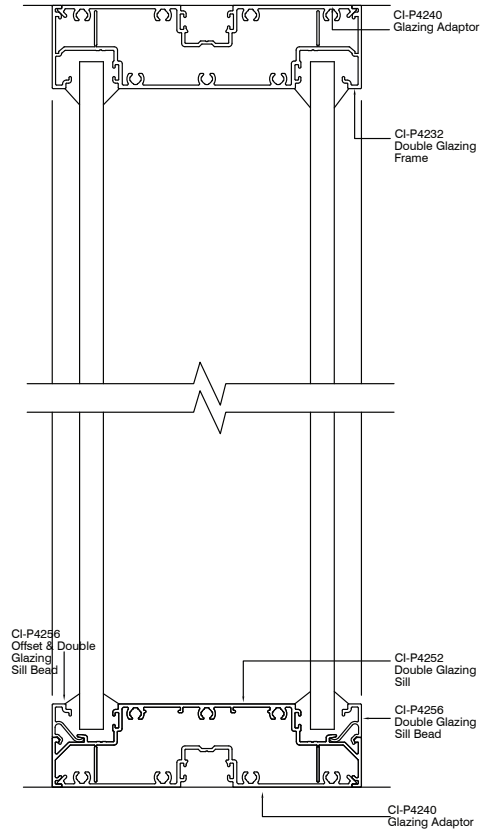 CI-P4240
Glazing Adaptor
CI-P4232
Double Glazing
Frame
CI-P4256
Offset & Double
Glazing
Sill Bead
CI-P4252
Double Glazing
Sill
CI-P4256
Double Glazing
Sill Bead
CI-P4240
Glazing Adaptor